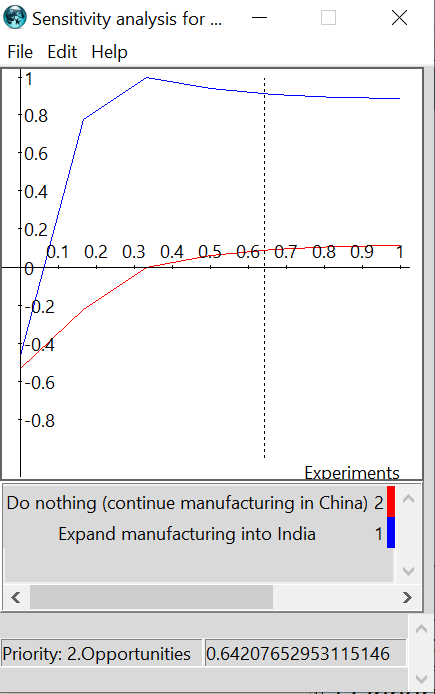 Sensitivity analysis for ...
File Edit Help
1
0.8
0.6
0.4
0.2
0.1 0.2 0.3 0.4 0.5 0.6 0.7 0.8 0.9 1
0
-0.2
-0.4
-0.6
-0.8
Experiments
Do nothing (continue manufacturing in China) 2
Expand manufacturing into India 1
Priority: 2.Opportunities 0.64207652953115146